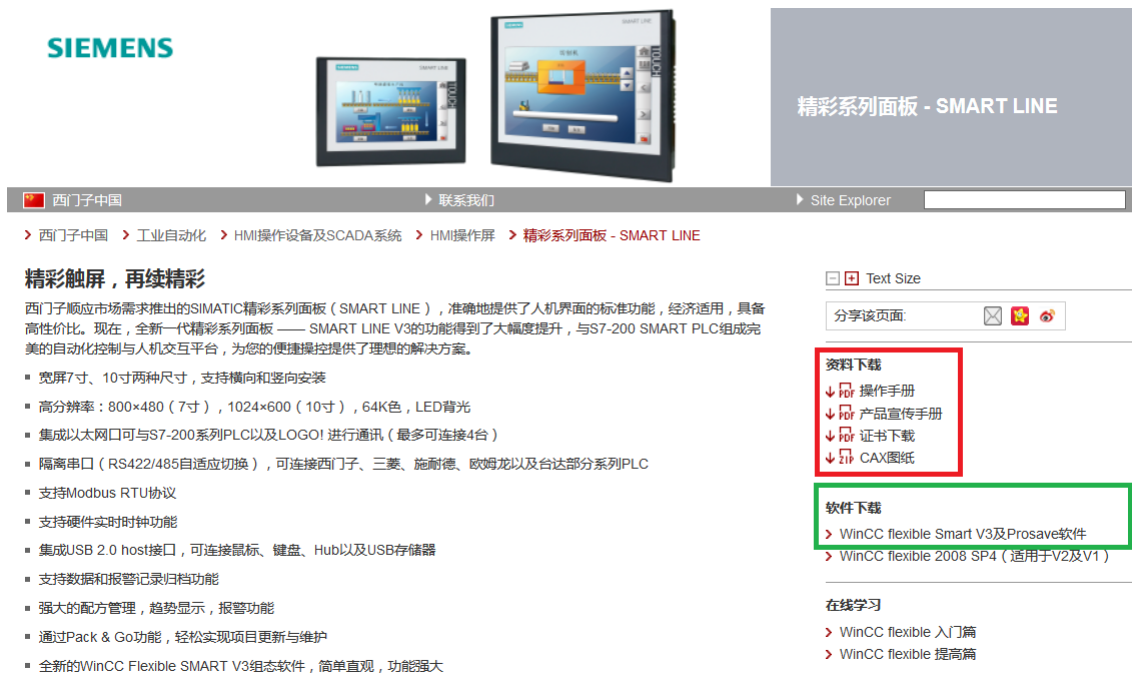 SIEMENS
精彩系列面板 - SMART LINE
西门子中国
联系我们
Site Explorer
西门子中国
工业自动化
HMI操作设备及SCADA系统
HMI操作屏
精彩系列面板 - SMART LINE
精彩触屏，再续精彩
西门子顺应市场需求推出的SIMATIC精彩系列面板（SMART LINE），准确地提供了人机界面的标准功能，经济适用，具备
高性价比。现在，全新一代精彩系列面板 —— SMART LINE V3的功能得到了大幅度提升，与S7-200 SMART PLC组成完
美的自动化控制与人机交互平台，为您的便捷操控提供了理想的解决方案。
宽屏7寸、10寸两种尺寸，支持横向和竖向安装
高分辨率：800×480（7寸），1024×600（10寸），64K色，LED背光
集成以太网口可与S7-200系列PLC以及LOGO! 进行通讯（最多可连接4台）
隔离串口（RS422/485自适应切换），可连接西门子、三菱、施耐德、欧姆龙以及台达部分系列PLC
支持Modbus RTU协议
支持硬件实时时钟功能
集成USB 2.0 host接口，可连接鼠标、键盘、Hub以及USB存储器
支持数据和报警记录归档功能
强大的配方管理，趋势显示，报警功能
通过Pack & Go功能，轻松实现项目更新与维护
全新的WinCC Flexible SMART V3组态软件，简单直观，功能强大
Text Size
分享该页面:
资料下载
PDF 操作手册
PDF 产品宣传手册
PDF 证书下载
ZIP CAX图纸
软件下载
WinCC flexible Smart V3及Prosave软件
WinCC flexible 2008 SP4（适用于V2及V1）
在线学习
WinCC flexible 入门篇
WinCC flexible 提高篇
SIEMENS
SMART LINE
TOUCH
SIEMENS
SMART LINE
TOUCH